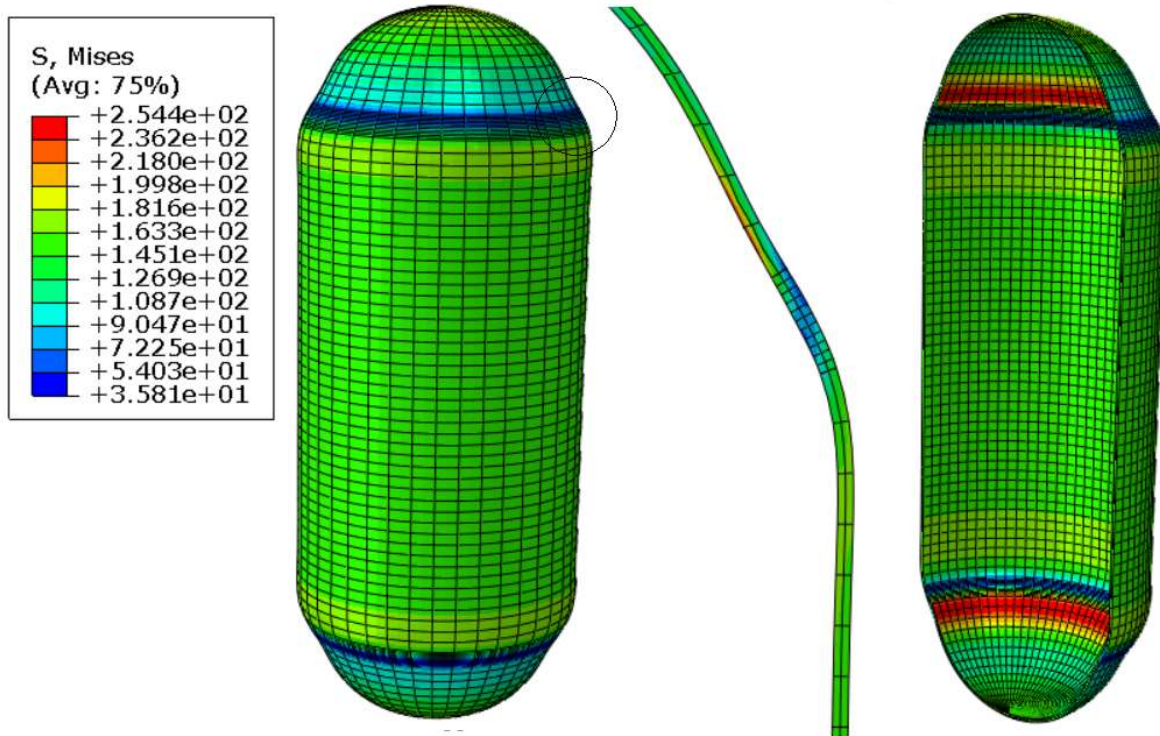 S, Mises
(Avg: 75%)
+2.544e+02
+2.362e+02
+2.180e+02
+1.998e+02
+1.816e+02
+1.633e+02
+1.451e+02
+1.269e+02
+1.087e+02
+9.047e+01
+7.225e+01
+5.403e+01
+3.581e+01